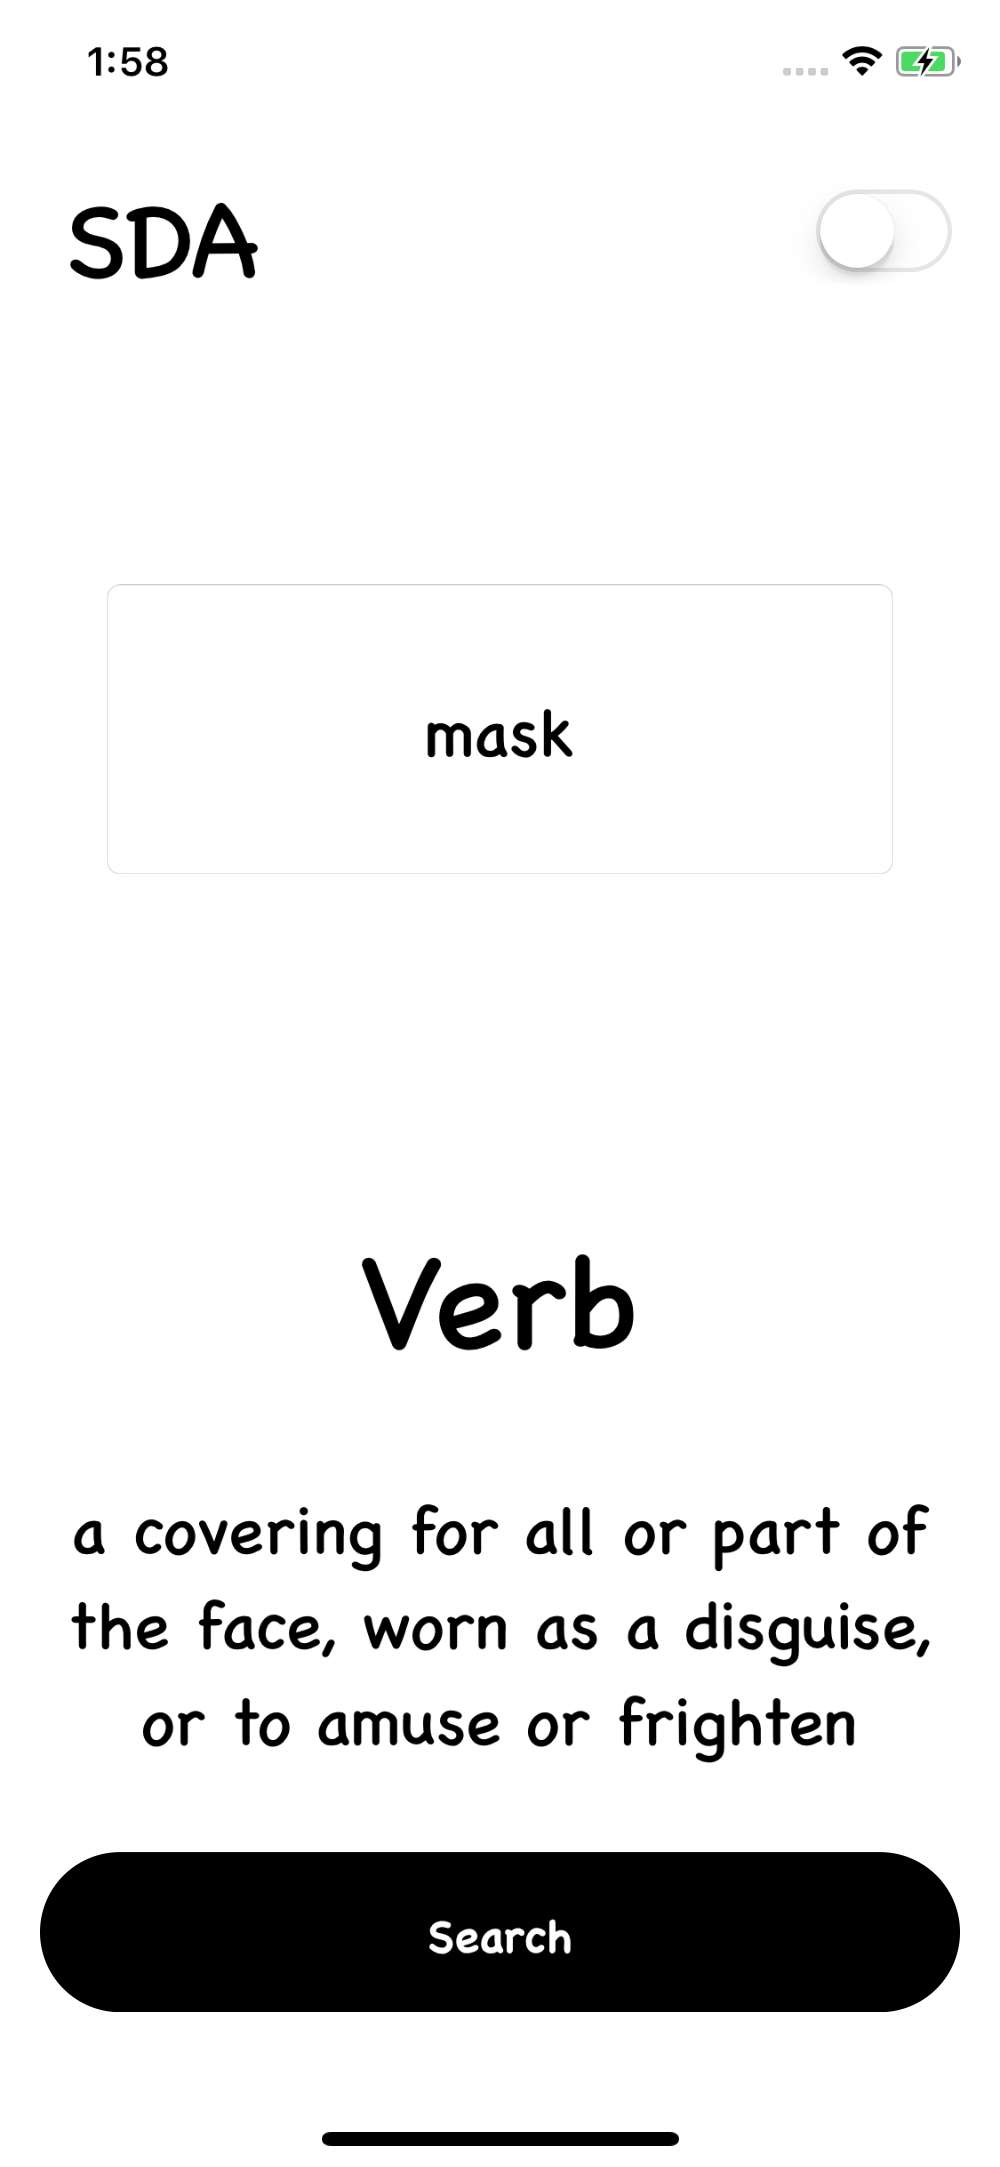 1:58
SDA
mask
Verb
a covering for all or part of
the face, worn as a disguise,
or to amuse or frighten
Search